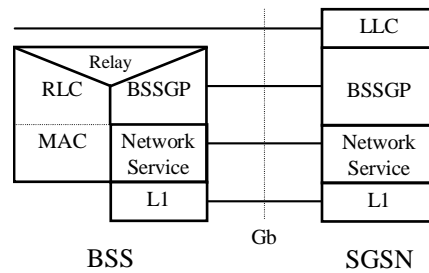 LLC
Relay
RLC
BSSGP
BSSGP
MAC
Network
Service
Network
Service
L1
L1
Gb
BSS
SGSN